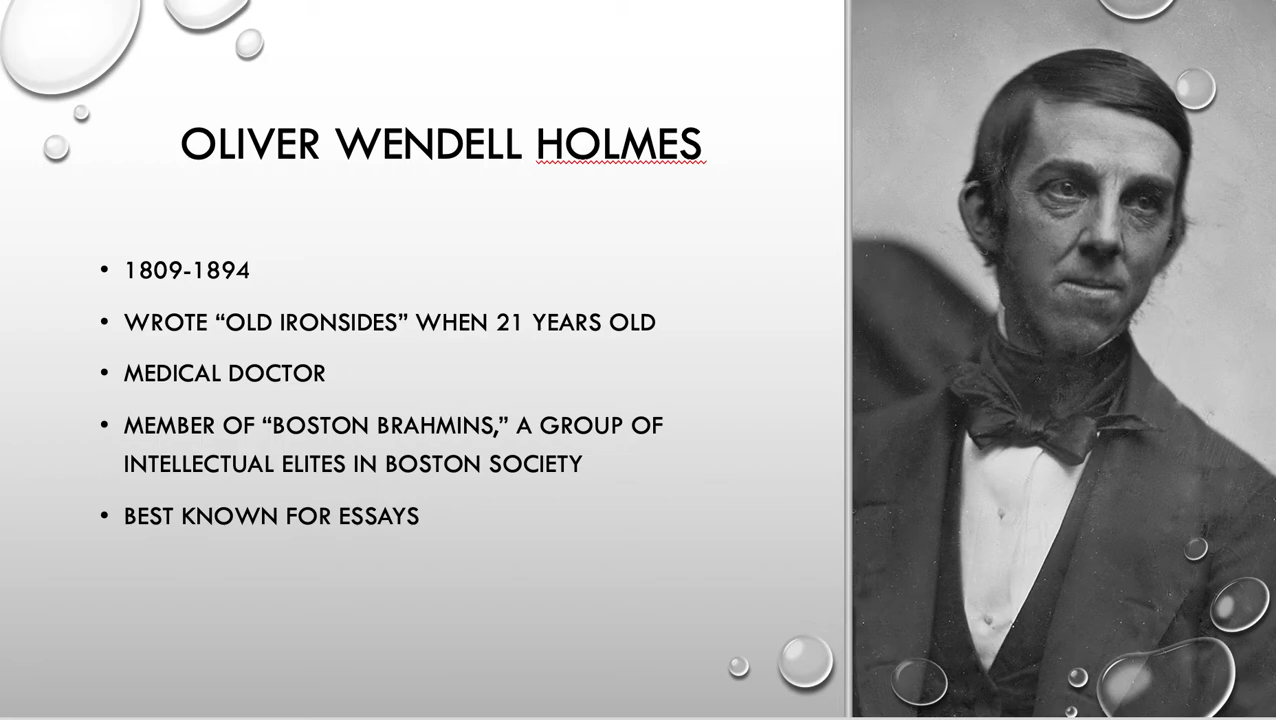 OLIVER WENDELL HOLMES
• 1809-1894
• WROTE “OLD IRONSIDES” WHEN 21 YEARS OLD
• MEDICAL DOCTOR
• MEMBER OF “BOSTON BRAHMINS,” A GROUP OF
INTELLECTUAL ELITES IN BOSTON SOCIETY
• BEST KNOWN FOR ESSAYS